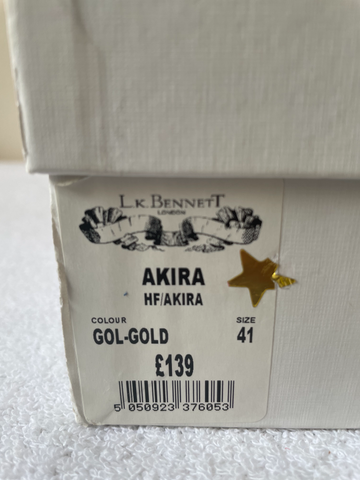 L.K.BENNETT
LONDON
AKIRA
HF/AKIRA
COLOUR SIZE
GOL-GOLD 41
£139
5 050923 376053